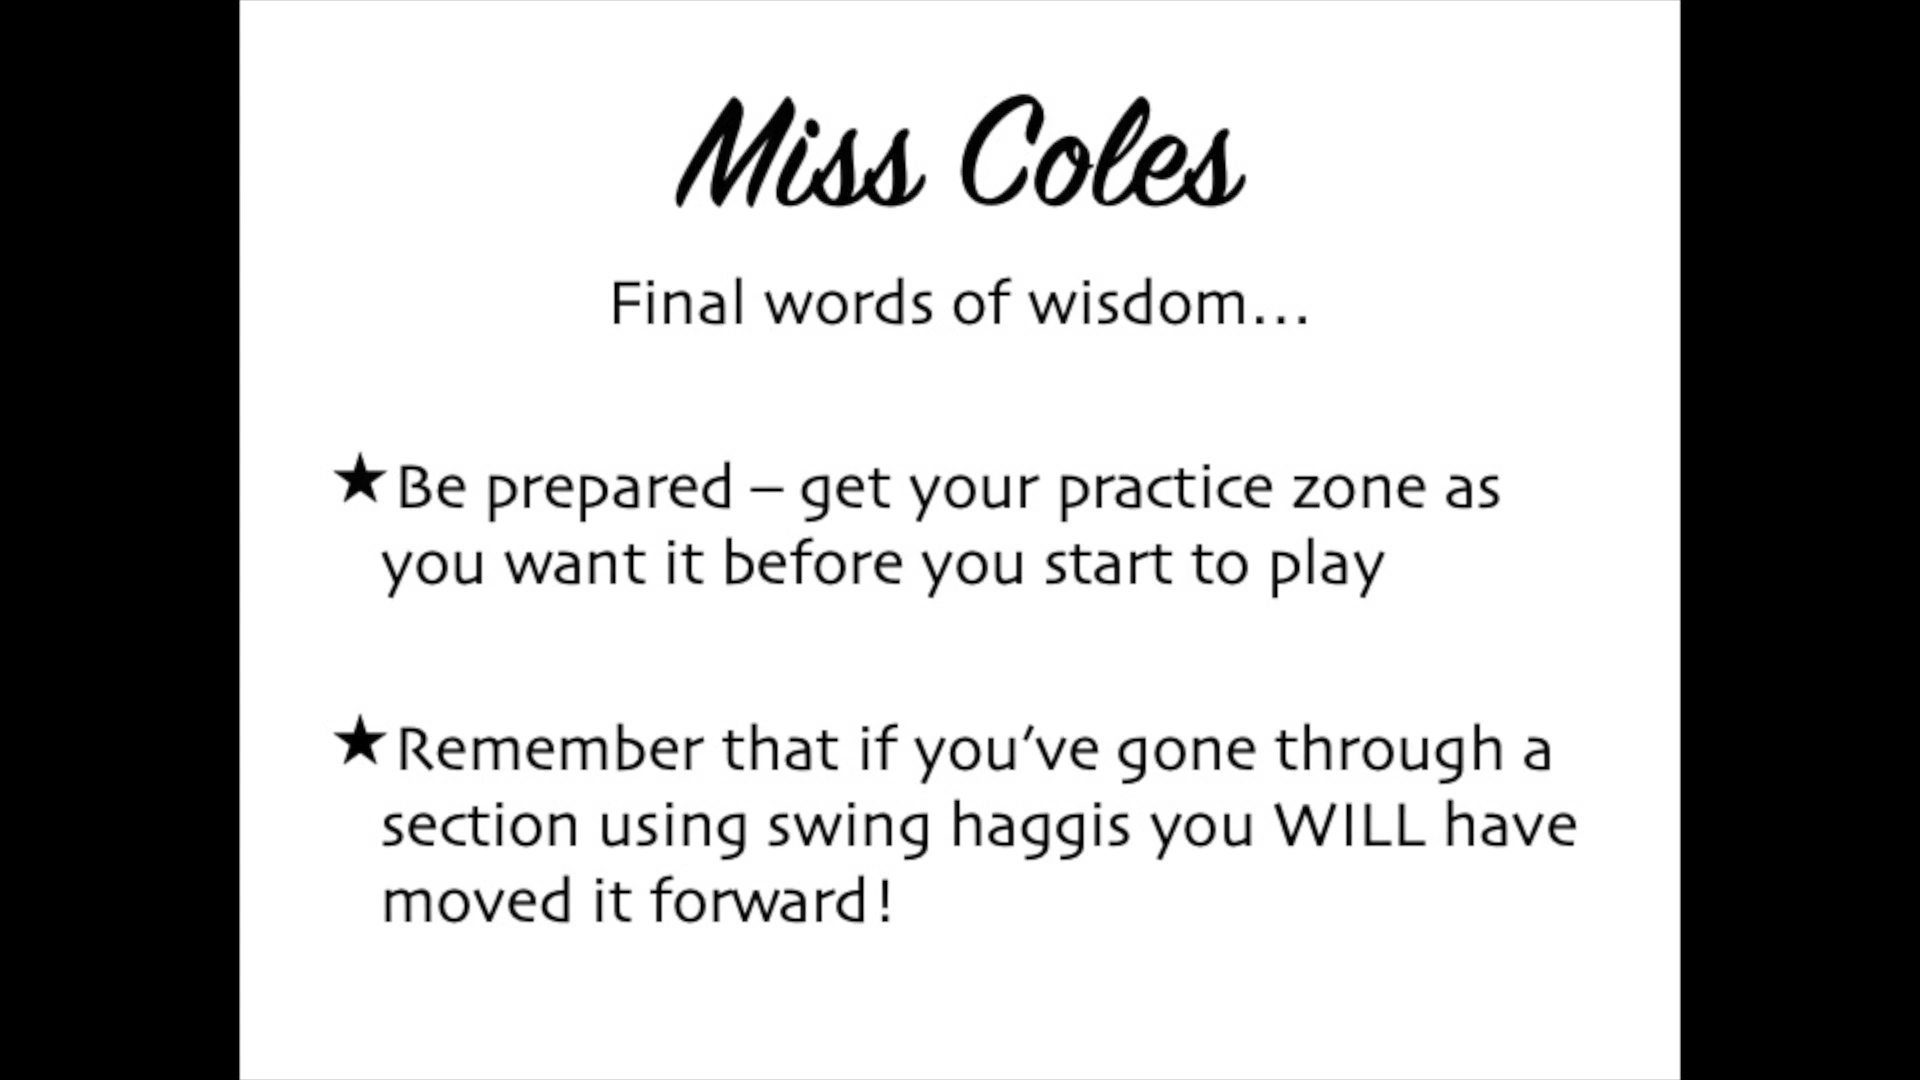 Miss Coles
Final words of wisdom…
★Be prepared – get your practice zone as
you want it before you start to play
★Remember that if you’ve gone through a
section using swing haggis you WILL have
moved it forward!